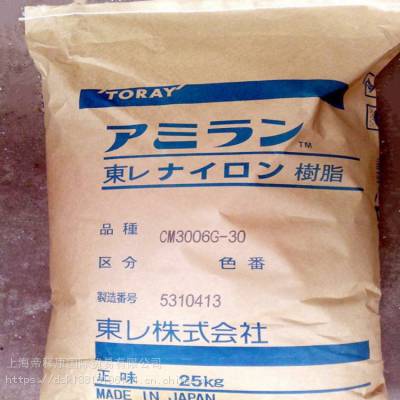 TORAY
アミラン™
東レ ナイロン 樹脂
品種 CM3006G-30
区分 色番
製造番号 5310413
東レ株式会社
正味 25kg
MADE IN JAPAN